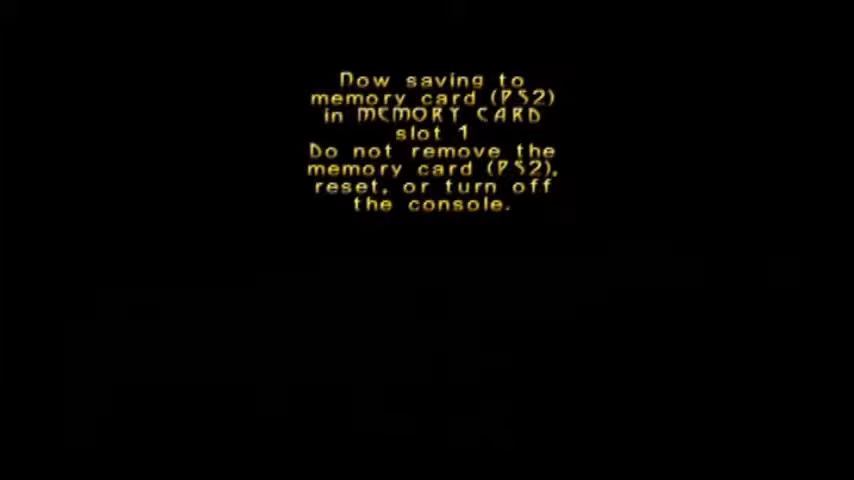 Now saving to
memory card (PS2)
in MEMORY CARD
slot 1
Do not remove the
memory card (PS2),
reset, or turn off
the console.